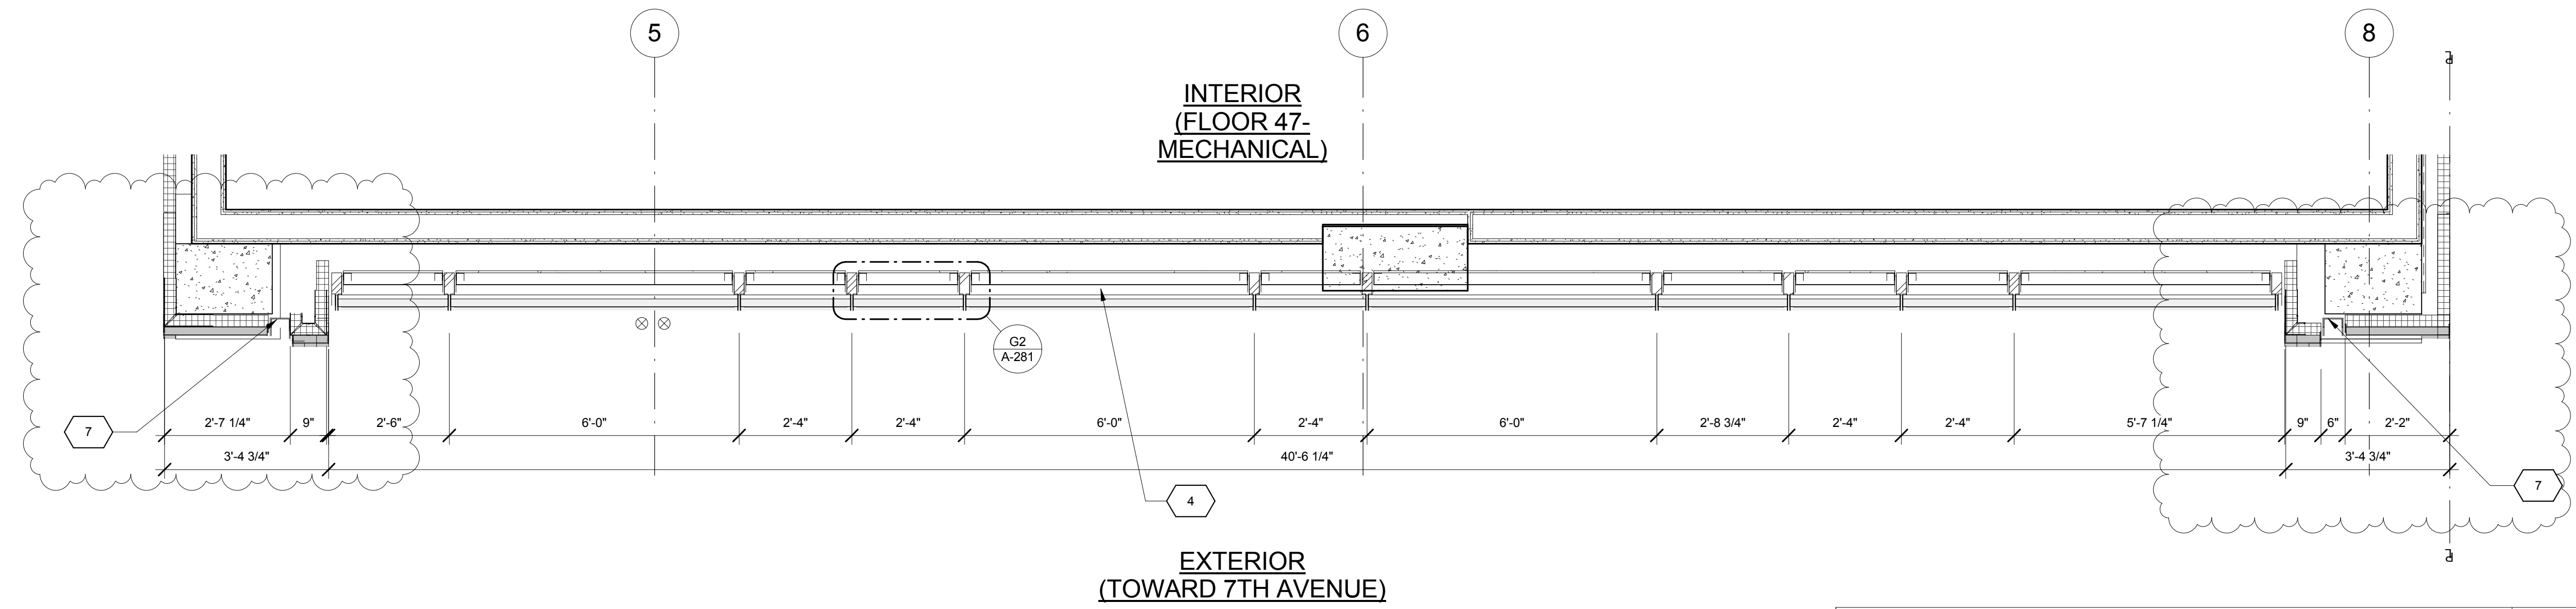 5
6
8
PL
INTERIOR
(FLOOR 47-
MECHANICAL)
G2
A-281
7
2'-7 1/4"
9"
2'-6"
6'-0"
2'-4"
2'-4"
6'-0"
2'-4"
6'-0"
2'-8 3/4"
2'-4"
2'-4"
5'-7 1/4"
9"
6"
2'-2"
3'-4 3/4"
40'-6 1/4"
3'-4 3/4"
4
7
EXTERIOR
(TOWARD 7TH AVENUE)
PL